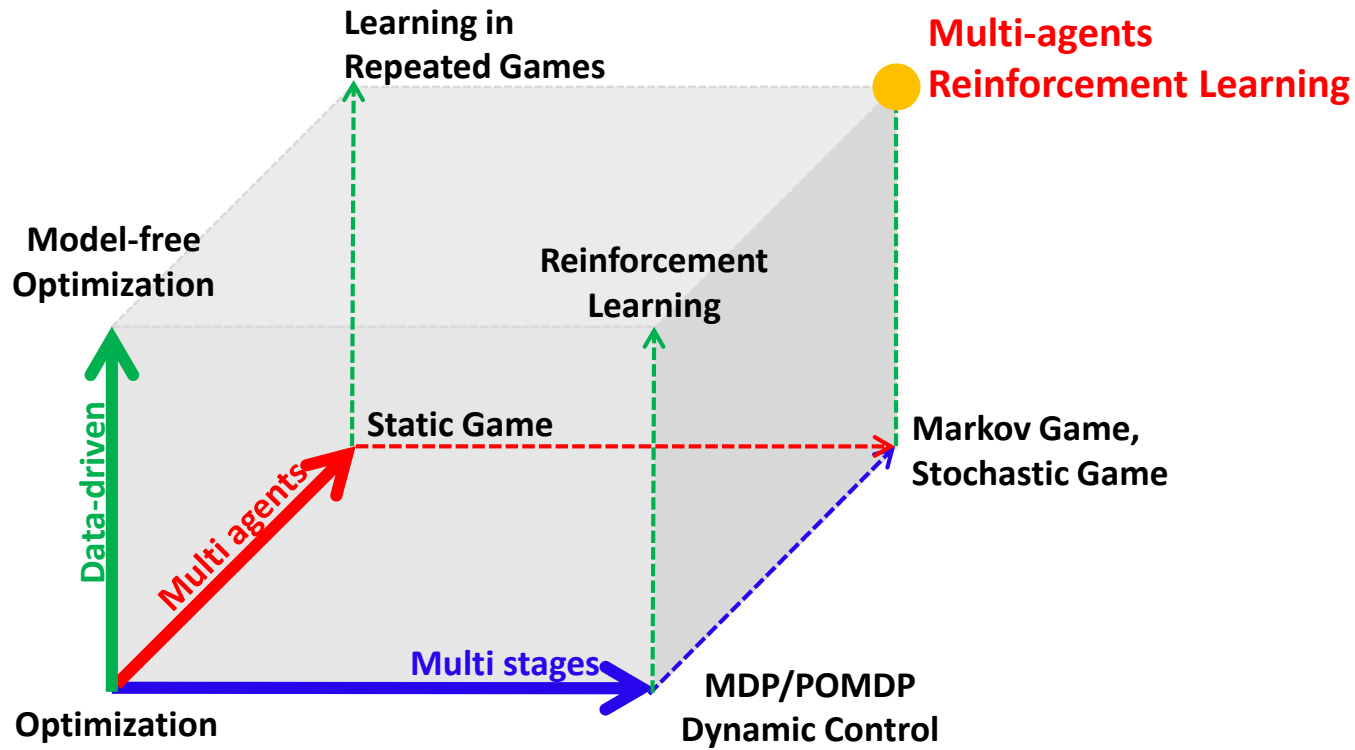 Learning in
Repeated Games
Multi-agents
Reinforcement Learning
Model-free
Optimization
Reinforcement
Learning
Static Game
Markov Game,
Stochastic Game
Data-driven
Multi agents
Multi stages
MDP/POMDP
Dynamic Control
Optimization